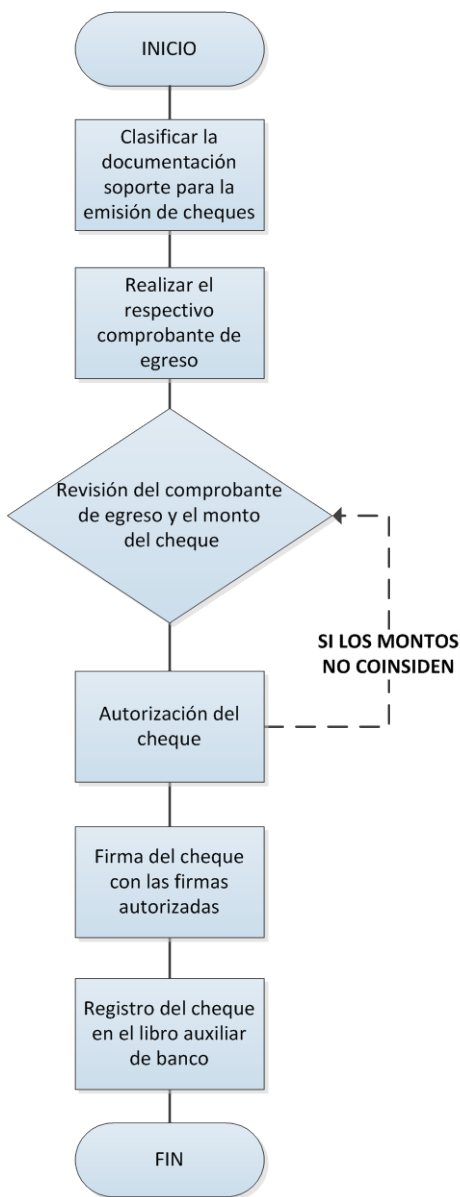 INICIO
Clasificar la
documentación
soporte para la
emisión de cheques
Realizar el
respectivo
comprobante de
egreso
Revisión del comprobante
de egreso y el monto
del cheque
SI LOS MONTOS
NO COINSIDEN
Autorización del
cheque
Firma del cheque
con las firmas
autorizadas
Registro del cheque
en el libro auxiliar
de banco
FIN